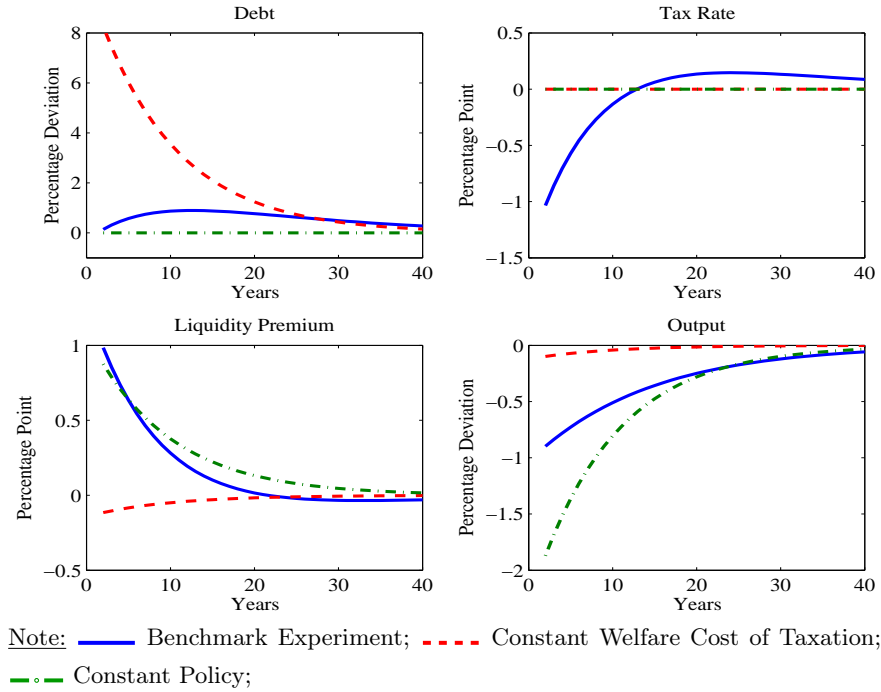 Debt
Percentage Deviation
8
6
4
2
0
0
10
20
30
40
Years
Tax Rate
Percentage Point
0.5
0
−0.5
−1
−1.5
0
10
20
30
40
Years
Liquidity Premium
Percentage Point
1
0.5
0
−0.5
0
10
20
30
40
Years
Output
Percentage Deviation
0
−0.5
−1
−1.5
−2
0
10
20
30
40
Years
Note: Benchmark Experiment; Constant Welfare Cost of Taxation;
Constant Policy;